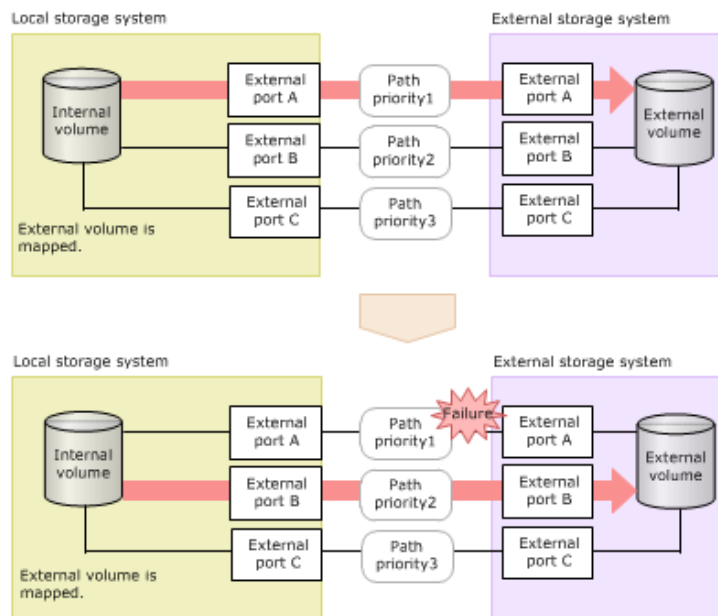 Local storage system
External storage system
External
port A
Path
priority1
External
port A
Internal
volume
External
volume
External
port B
Path
priority2
External
port B
External
port C
Path
priority3
External
port C
External volume is
mapped.
Local storage system
External storage system
Failure
External
port A
Path
priority1
External
port A
Internal
volume
External
volume
External
port B
Path
priority2
External
port B
External
port C
Path
priority3
External
port C
External volume is
mapped.